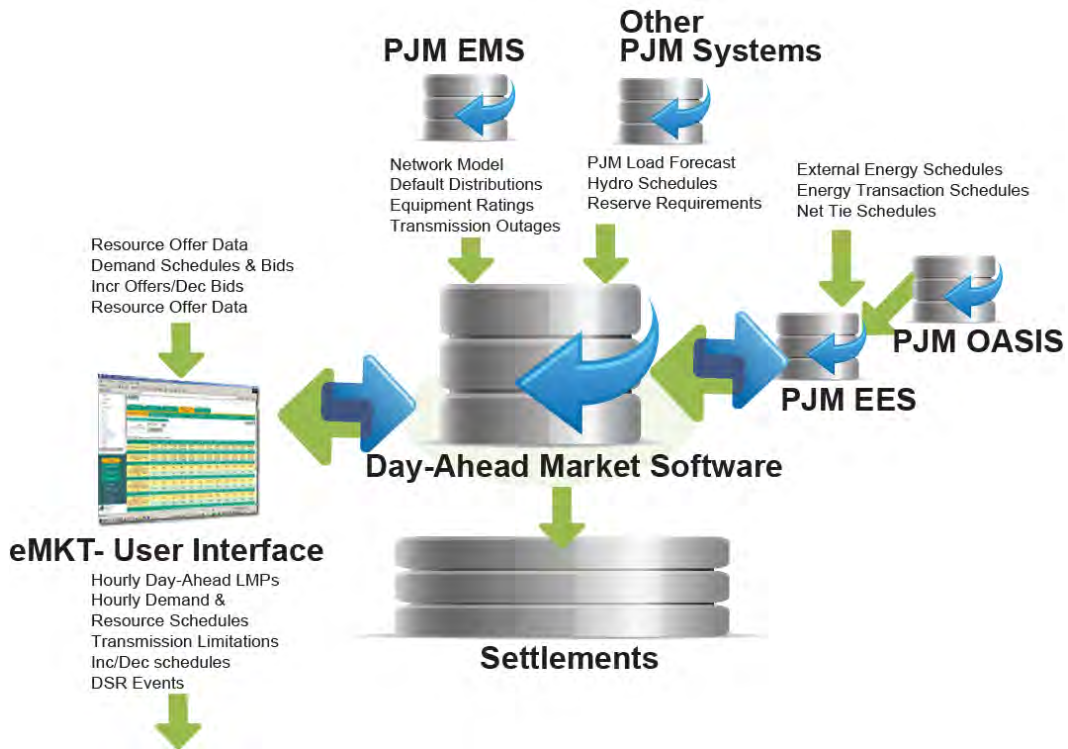 PJM EMS
Other
PJM Systems
Network Model
Default Distributions
Equipment Ratings
Transmission Outages
PJM Load Forecast
Hydro Schedules
Reserve Requirements
External Energy Schedules
Energy Transaction Schedules
Net Tie Schedules
Resource Offer Data
Demand Schedules & Bids
Incr Offers/Dec Bids
Resource Offer Data
PJM OASIS
PJM EES
Day-Ahead Market Software
eMKT- User Interface
Hourly Day-Ahead LMPs
Hourly Demand &
Resource Schedules
Transmission Limitations
Inc/Dec schedules
DSR Events
Settlements